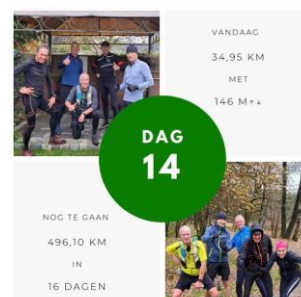 VANDAAG
34,95 KM
MET
146 M↑↓
DAG
14
NOG TE GAAN
496,10 KM
IN
16 DAGEN